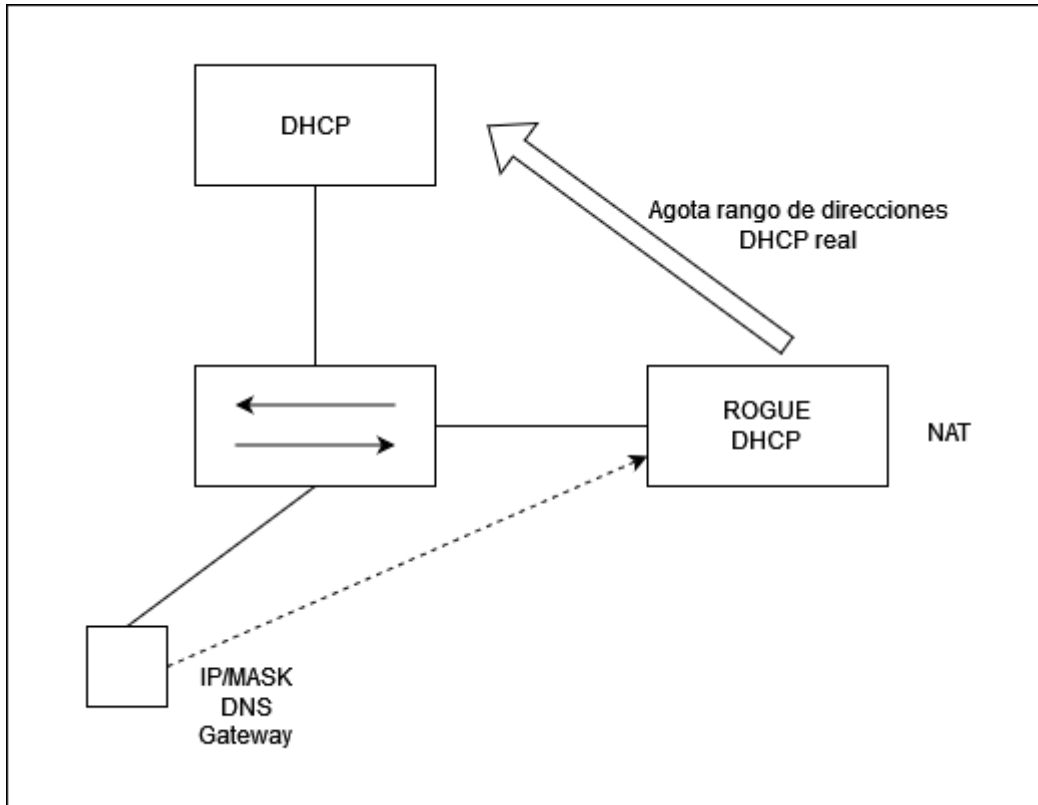 DHCP
Agota rango de direcciones
DHCP real
ROGUE
DHCP
NAT
IP/MASK
DNS
Gateway